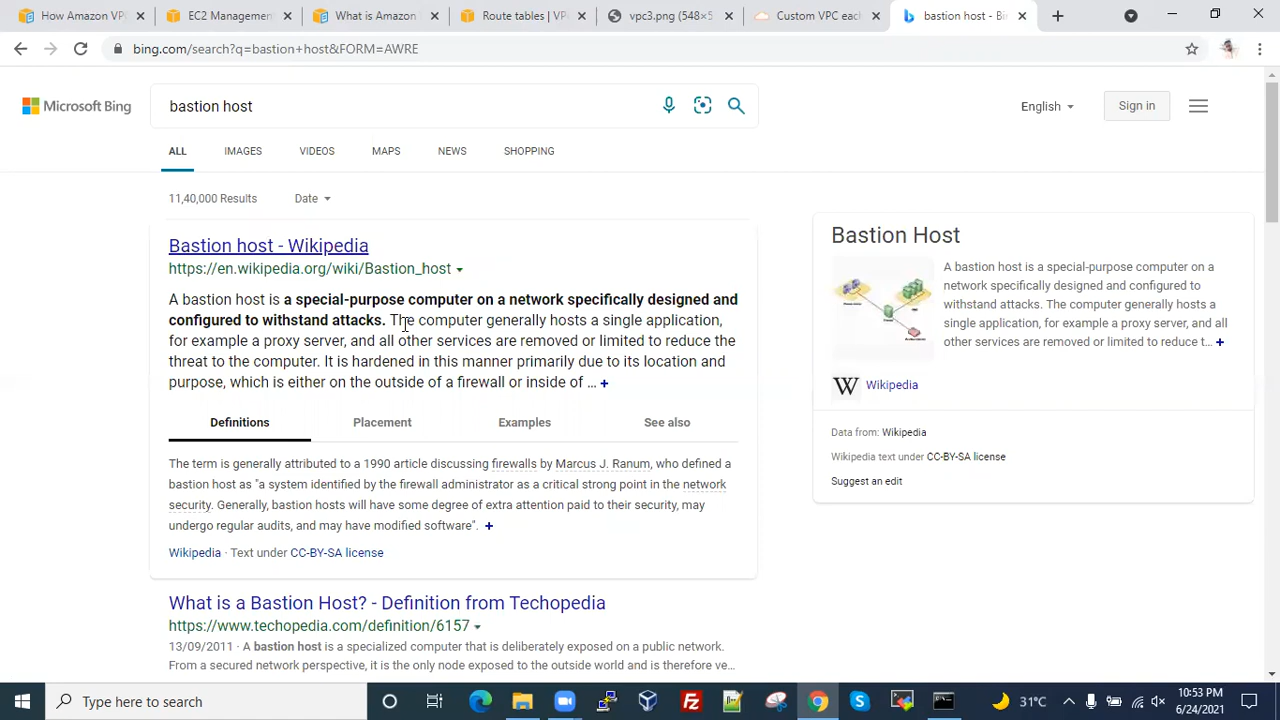 How Amazon VP
EC2 Managemen
What is Amazon
Route tables | VP
vpc3.png (548×5
Custom VPC eac
bastion host - Bi
bing.com/search?q=bastion+host&FORM=AWRE
Microsoft Bing
bastion host
English
Sign in
ALL
IMAGES
VIDEOS
MAPS
NEWS
SHOPPING
11,40,000 Results
Date
Bastion host - Wikipedia
https://en.wikipedia.org/wiki/Bastion_host
A bastion host is a special-purpose computer on a network specifically designed and
configured to withstand attacks. The computer generally hosts a single application,
for example a proxy server, and all other services are removed or limited to reduce the
threat to the computer. It is hardened in this manner primarily due to its location and
purpose, which is either on the outside of a firewall or inside of ... +
Definitions
Placement
Examples
See also
The term is generally attributed to a 1990 article discussing firewalls by Marcus J. Ranum, who defined a
bastion host as "a system identified by the firewall administrator as a critical strong point in the network
security. Generally, bastion hosts will have some degree of extra attention paid to their security, may
undergo regular audits, and may have modified software". +
Wikipedia · Text under CC-BY-SA license
What is a Bastion Host? - Definition from Techopedia
https://www.techopedia.com/definition/6157
13/09/2011 · A bastion host is a specialized computer that is deliberately exposed on a public network.
From a secured network perspective, it is the only node exposed to the outside world and is therefore ve...
Bastion Host
A bastion host is a special-purpose computer on a
network specifically designed and configured to
withstand attacks. The computer generally hosts a
single application, for example a proxy server, and all
other services are removed or limited to reduce t... +
W Wikipedia
Data from: Wikipedia
Wikipedia text under CC-BY-SA license
Suggest an edit
Type here to search
31°C
10:53 PM
6/24/2021